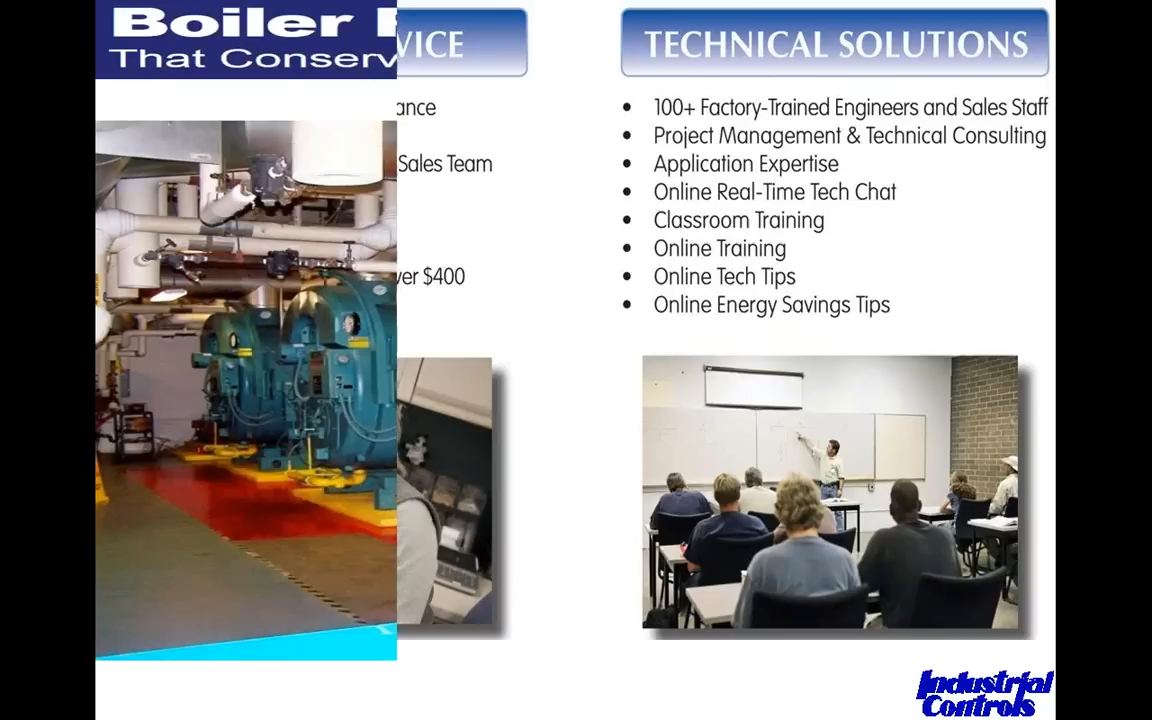 Boiler
That Conserv
VICE
ance
Sales Team
ver $400
TECHNICAL SOLUTIONS
• 100+ Factory-Trained Engineers and Sales Staff
• Project Management & Technical Consulting
• Application Expertise
• Online Real-Time Tech Chat
• Classroom Training
• Online Training
• Online Tech Tips
• Online Energy Savings Tips
Industrial
Controls